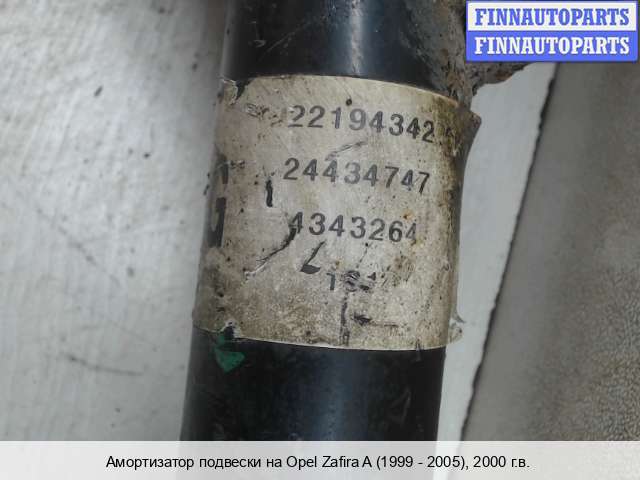 FINNAUTOPARTS
FINNAUTOPARTS
22194342
24434747
4343264
Амортизатор подвески на Opel Zafira A (1999 - 2005), 2000 г.в.